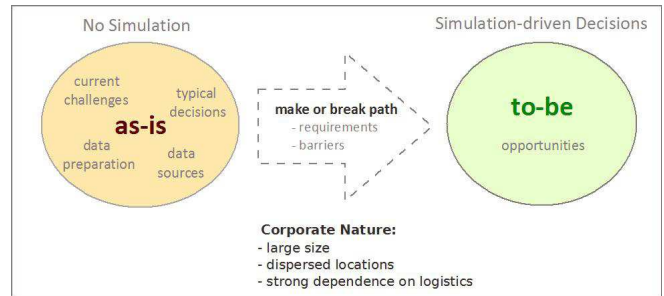 No Simulation
Simulation-driven Decisions
current
challenges
typical
decisions
as-is
data
preparation
data
sources
make or break path
- requirements
- barriers
to-be
opportunities
Corporate Nature:
- large size
- dispersed locations
- strong dependence on logistics